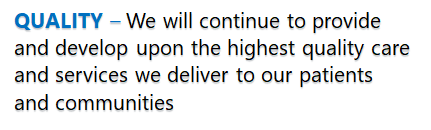 QUALITY – We will continue to provide
and develop upon the highest quality care
and services we deliver to our patients
and communities